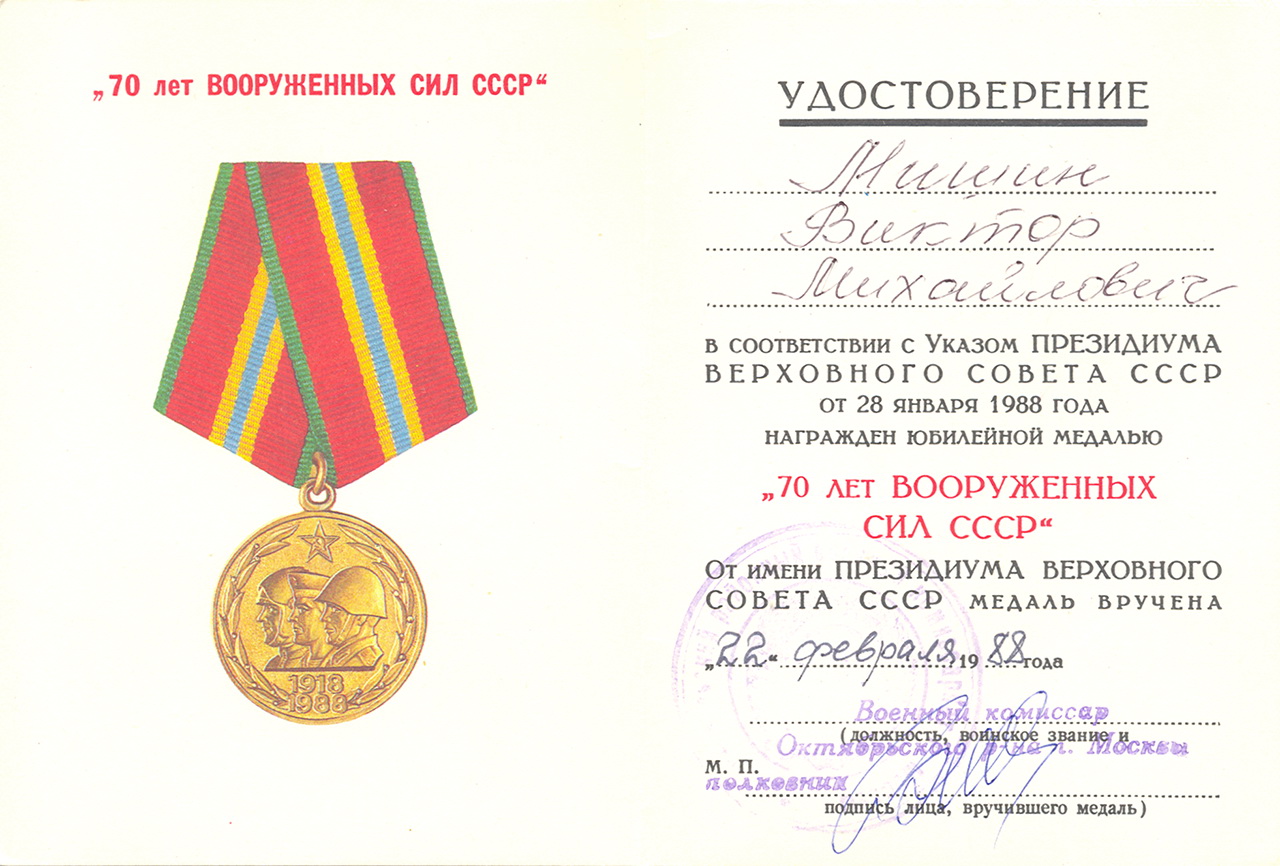 „70 лет ВООРУЖЕННЫХ СИЛ СССР“
1918
1988
УДОСТОВЕРЕНИЕ
Мишин
Виктор
Михайлович
В СООТВЕТСТВИИ С УКАЗОМ ПРЕЗИДИУМА
ВЕРХОВНОГО СОВЕТА СССР
ОТ 28 ЯНВАРЯ 1988 ГОДА
НАГРАЖДЕН ЮБИЛЕЙНОЙ МЕДАЛЬЮ
„70 ЛЕТ ВООРУЖЕННЫХ
СИЛ СССР“
ОТ ИМЕНИ ПРЕЗИДИУМА ВЕРХОВНОГО
СОВЕТА СССР МЕДАЛЬ ВРУЧЕНА
„22“ февраля 1988 года
Военный комиссар
(должность, воинское звание и
Октябрьского р-на г. Москвы
М. П.
полковник
подпись лица, вручившего медаль)